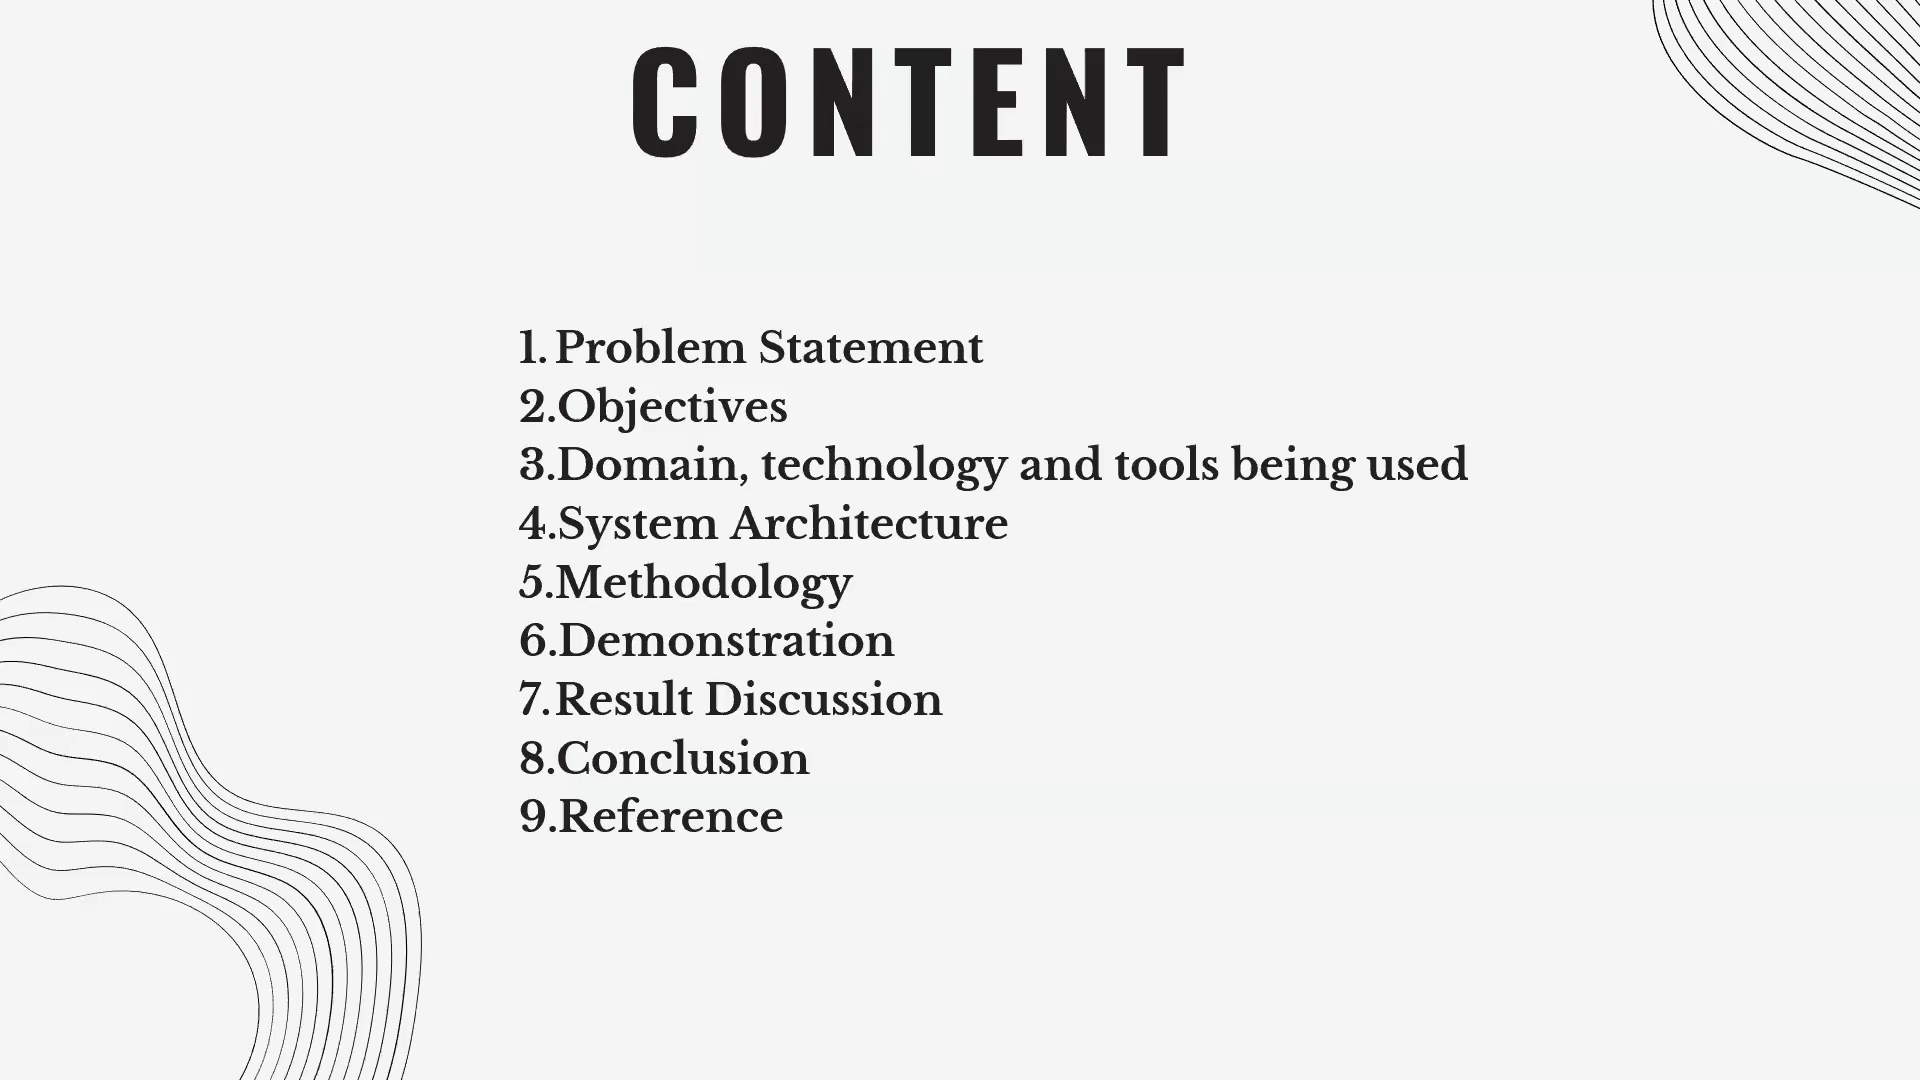 CONTENT
1. Problem Statement
2.Objectives
3.Domain, technology and tools being used
4.System Architecture
5.Methodology
6.Demonstration
7. Result Discussion
8.Conclusion
9.Reference